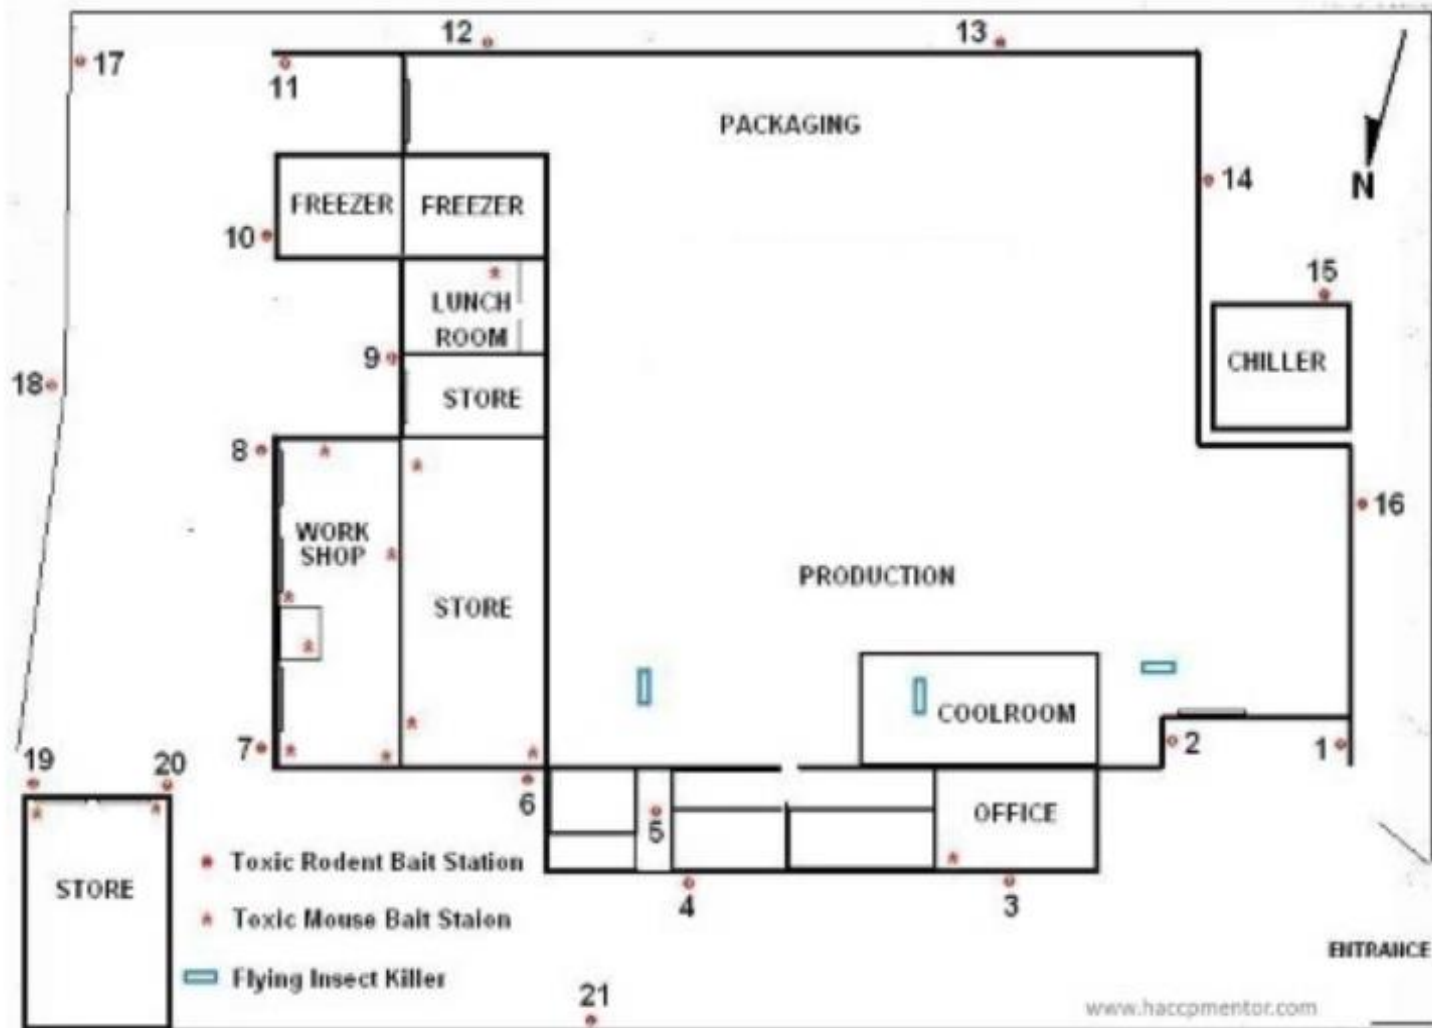 12
13
17
11
PACKAGING
14
N
FREEZER
FREEZER
10
15
LUNCH
ROOM
9
CHILLER
18
STORE
8
16
WORK
SHOP
PRODUCTION
STORE
COOLROOM
7
2
1
19
20
6
OFFICE
5
Toxic Rodent Bait Station
STORE
4
3
Toxic Mouse Bait Staion
ENTRANCE
Flying Insect Killer
21
www.haccpmentor.com